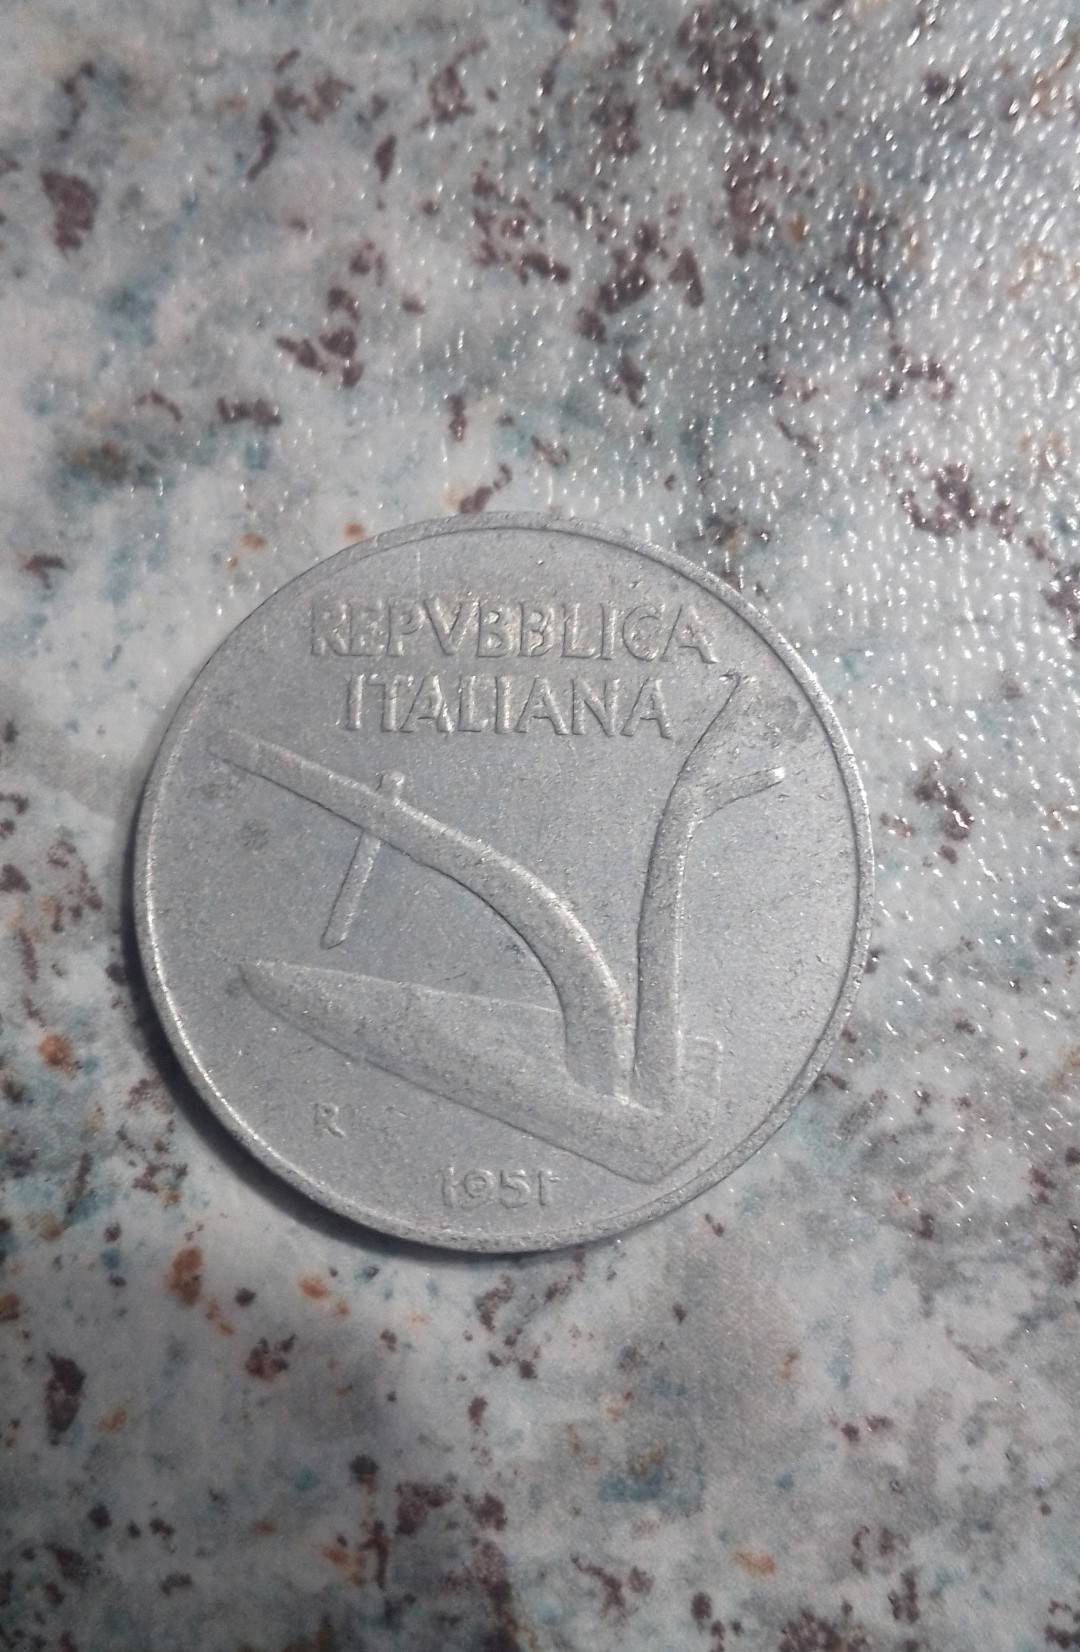 REPVBBLICA
ITALIANA
R
1951